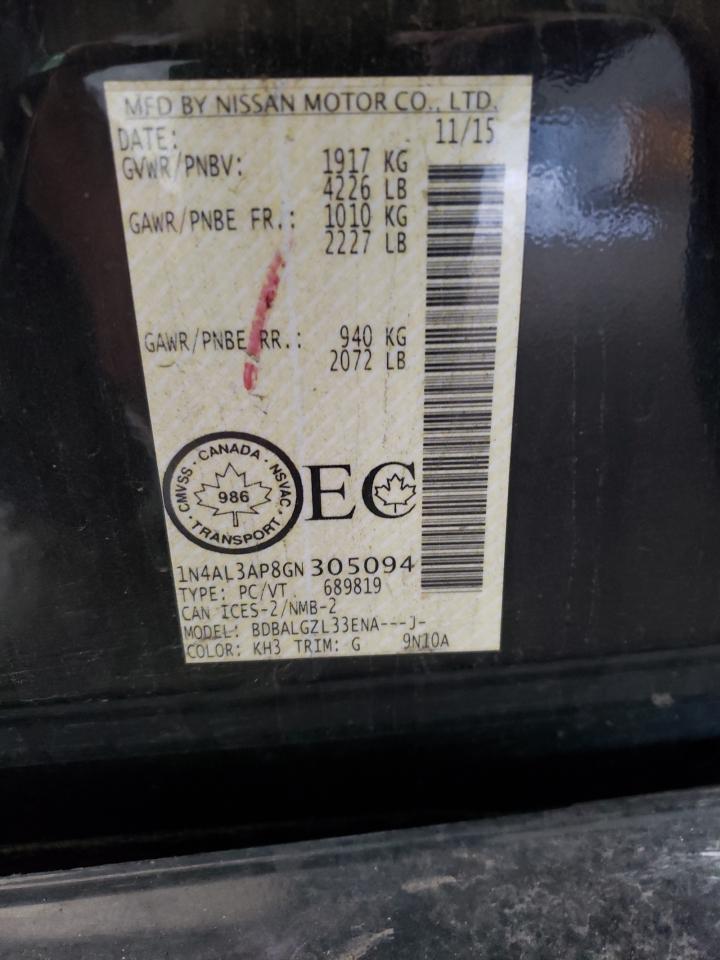 MFD BY NISSAN MOTOR CO., LTD.
DATE: 11/15
GVWR/PNBV: 1917 KG
4226 LB
GAWR/PNBE FR.: 1010 KG
2227 LB
GAWR/PNBE RR.: 940 KG
2072 LB
CMVSS · CANADA · NSVAC · TRANSPORT ·
986
EC
1N4AL3AP8GN305094
TYPE: PC/VT 689819
CAN ICES-2/NMB-2
MODEL: BDBALGZL33ENA---J-
COLOR: KH3 TRIM: G 9N10A